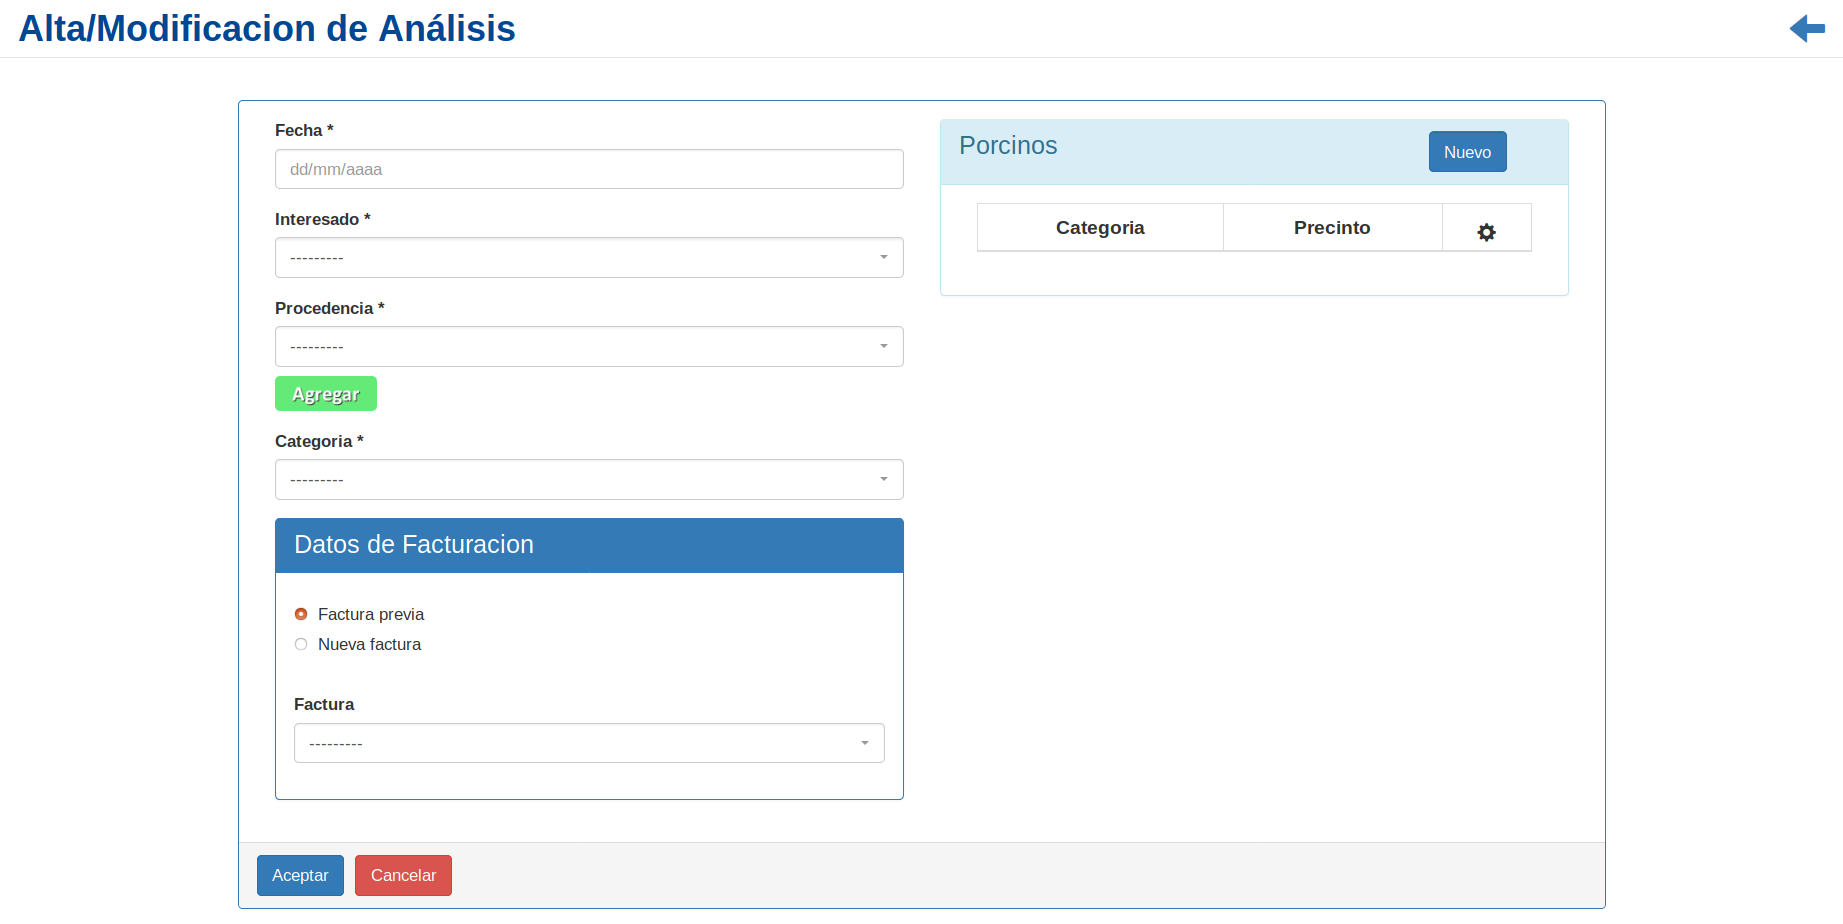 Alta/Modificacion de Análisis
Fecha *
dd/mm/aaaa
Interesado *
---------
Procedencia *
---------
Agregar
Categoria *
---------
Datos de Facturacion
Factura previa
Nueva factura
Factura
---------
Porcinos
Nuevo
Categoria Precinto
Aceptar Cancelar